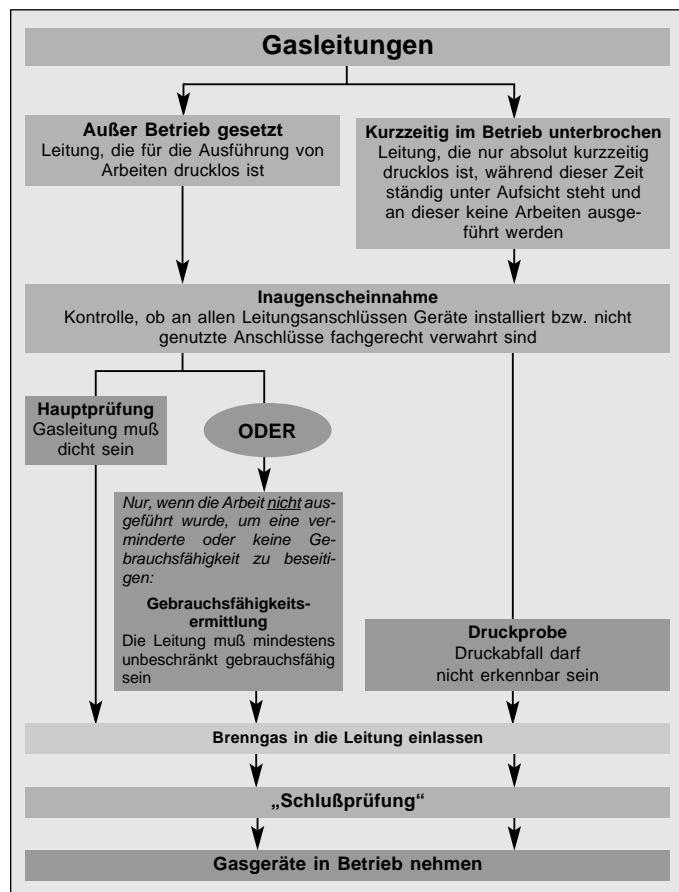 Gasleitungen
Außer Betrieb gesetzt
Leitung, die für die Ausführung von
Arbeiten drucklos ist
Kurzzeitig im Betrieb unterbrochen
Leitung, die nur absolut kurzzeitig
drucklos ist, während dieser Zeit
ständig unter Aufsicht steht und
an dieser keine Arbeiten ausge-
führt werden
Inaugenscheinnahme
Kontrolle, ob an allen Leitungsanschlüssen Geräte installiert bzw. nicht
genutzte Anschlüsse fachgerecht verwahrt sind
Hauptprüfung
Gasleitung muß
dicht sein
ODER
Nur, wenn die Arbeit nicht aus-
geführt wurde, um eine ver-
minderte oder keine Ge-
brauchsfähigkeit zu beseiti-
gen:
Gebrauchsfähigkeits-
ermittlung
Die Leitung muß mindestens
unbeschränkt gebrauchsfähig
sein
Druckprobe
Druckabfall darf
nicht erkennbar sein
Brenngas in die Leitung einlassen
„Schlußprüfung“
Gasgeräte in Betrieb nehmen